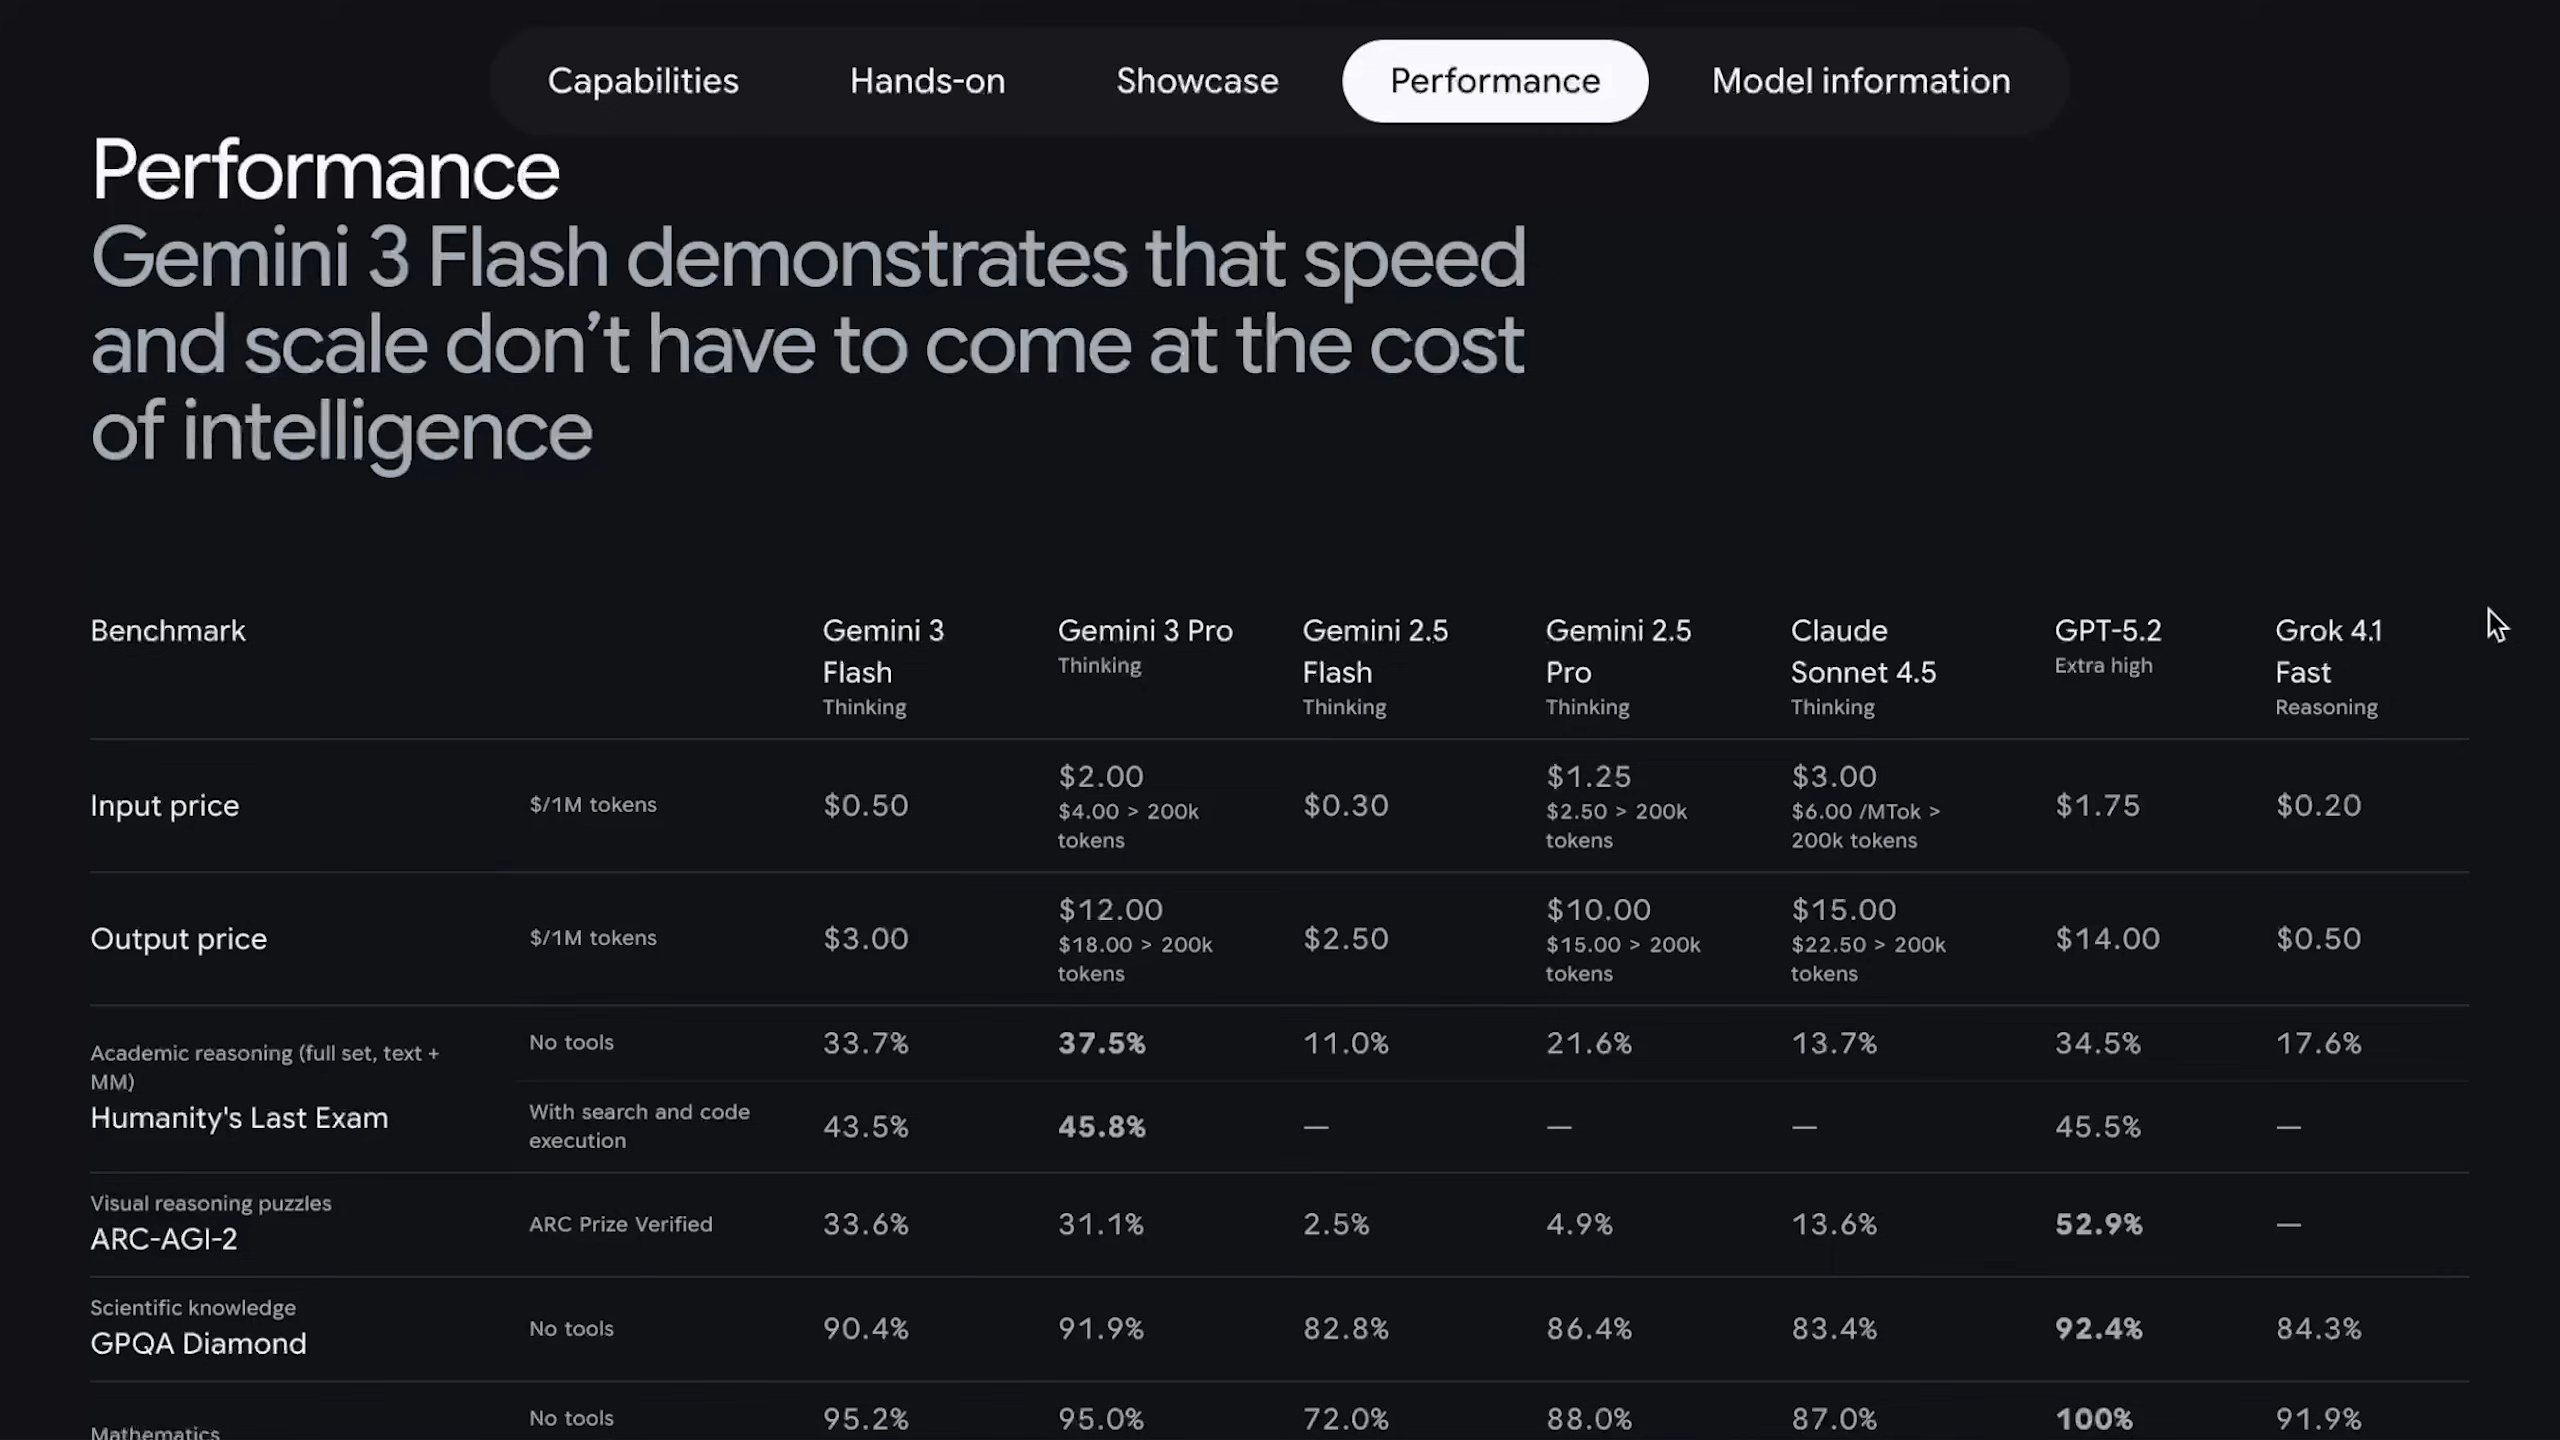 Capabilities Hands-on Showcase Performance Model information
Performance
Gemini 3 Flash demonstrates that speed
and scale don’t have to come at the cost
of intelligence
Benchmark Gemini 3 Gemini 3 Pro Gemini 2.5 Gemini 2.5 Claude GPT-5.2 Grok 4.1
Flash Thinking Flash Pro Sonnet 4.5 Extra high Fast
Thinking Thinking Thinking Thinking Reasoning
$2.00 $1.25 $3.00
Input price $/1M tokens $0.50 $4.00 > 200k $0.30 $2.50 > 200k $6.00 /MTok > $1.75 $0.20
tokens tokens 200k tokens
$12.00 $10.00 $15.00
Output price $/1M tokens $3.00 $18.00 > 200k $2.50 $15.00 > 200k $22.50 > 200k $14.00 $0.50
tokens tokens tokens
No tools 33.7% 37.5% 11.0% 21.6% 13.7% 34.5% 17.6%
Academic reasoning (full set, text +
MM)
Humanity's Last Exam
With search and code
execution 43.5% 45.8% — — — 45.5% —
Visual reasoning puzzles
ARC-AGI-2 ARC Prize Verified 33.6% 31.1% 2.5% 4.9% 13.6% 52.9% —
Scientific knowledge
GPQA Diamond No tools 90.4% 91.9% 82.8% 86.4% 83.4% 92.4% 84.3%
Mathematics No tools 95.2% 95.0% 72.0% 88.0% 87.0% 100% 91.9%